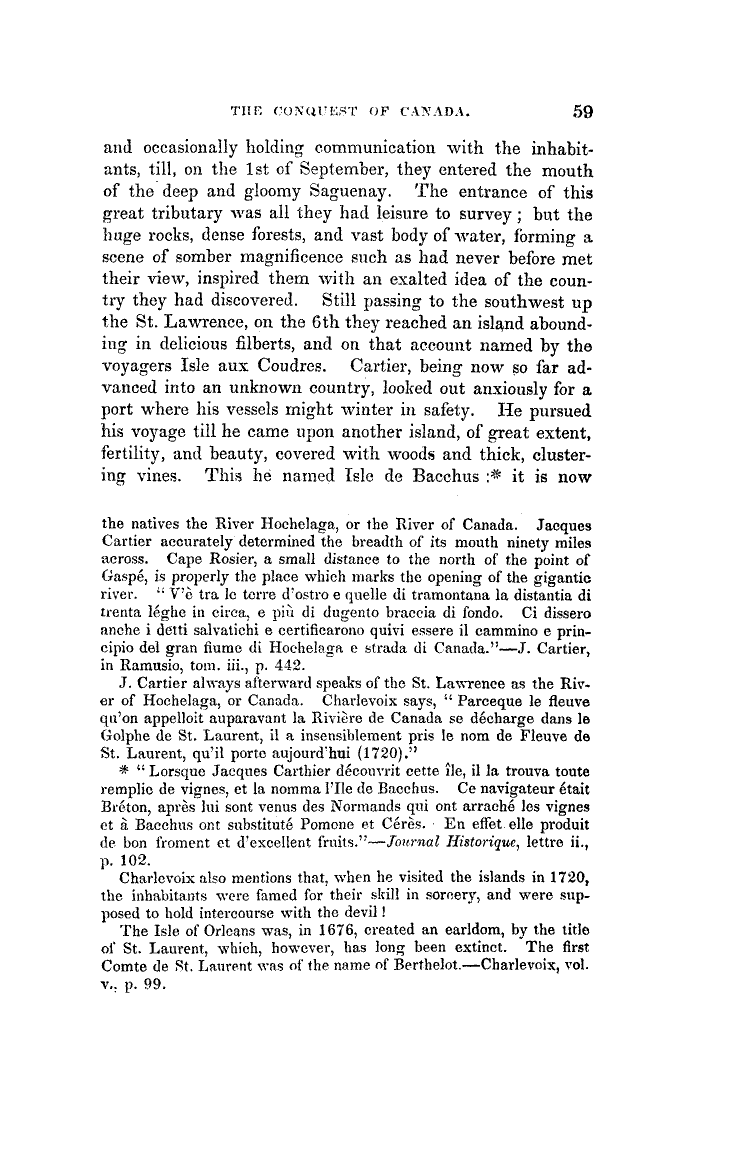 THE CONQUEST OF CANADA. 59
and occasionally holding communication with the inhabit-
ants, till, on the 1st of September, they entered the mouth
of the deep and gloomy Saguenay. The entrance of this
great tributary was all they had leisure to survey; but the
huge rocks, dense forests, and vast body of water, forming a
scene of somber magnificence such as had never before met
their view, inspired them with an exalted idea of the coun-
try they had discovered. Still passing to the southwest up
the St. Lawrence, on the 6th they reached an island abound-
ing in delicious filberts, and on that account named by the
voyagers Isle aux Coudres. Cartier, being now so far ad-
vanced into an unknown country, looked out anxiously for a
port where his vessels might winter in safety. He pursued
his voyage till he came upon another island, of great extent,
fertility, and beauty, covered with woods and thick, cluster-
ing vines. This he named Isle de Bacchus :* it is now
the natives the River Hochelaga, or the River of Canada. Jacques
Cartier accurately determined the breadth of its mouth ninety miles
across. Cape Rosier, a small distance to the north of the point of
Gaspé, is properly the place which marks the opening of the gigantic
river. "V'è tra le terre d'ostro e quelle di tramontana la distantia di
trenta léghe in circa, e più di dugento braccia di fondo. Ci dissero
anche i detti salvatichi e certificarono quivi essere il cammino e prin-
cipio del gran fiume di Hochelaga e strada di Canada."—J. Cartier,
in Ramusio, tom. iii., p. 442.
J. Cartier always afterward speaks of the St. Lawrence as the Riv-
er of Hochelaga, or Canada. Charlevoix says, "Parceque le fleuve
qu'on appelloit auparavant la Rivière de Canada se décharge dans le
Golphe de St. Laurent, il a insensiblement pris le nom de Fleuve de
St. Laurent, qu'il porte aujourd'hui (1720)."
* "Lorsque Jacques Carthier découvrit cette île, il la trouva toute
remplie de vignes, et la nomma l'Ile de Bacchus. Ce navigateur était
Bréton, après lui sont venus des Normands qui ont arraché les vignes
et à Bacchus ont substituté Pomone et Cérès. En effet elle produit
de bon froment et d'excellent fruits."—Journal Historique, lettre ii.,
p. 102.
Charlevoix also mentions that, when he visited the islands in 1720,
the inhabitants were famed for their skill in sorcery, and were sup-
posed to hold intercourse with the devil!
The Isle of Orleans was, in 1676, created an earldom, by the title
of St. Laurent, which, however, has long been extinct. The first
Comte de St. Laurent was of the name of Berthelot.—Charlevoix, vol.
v., p. 99.